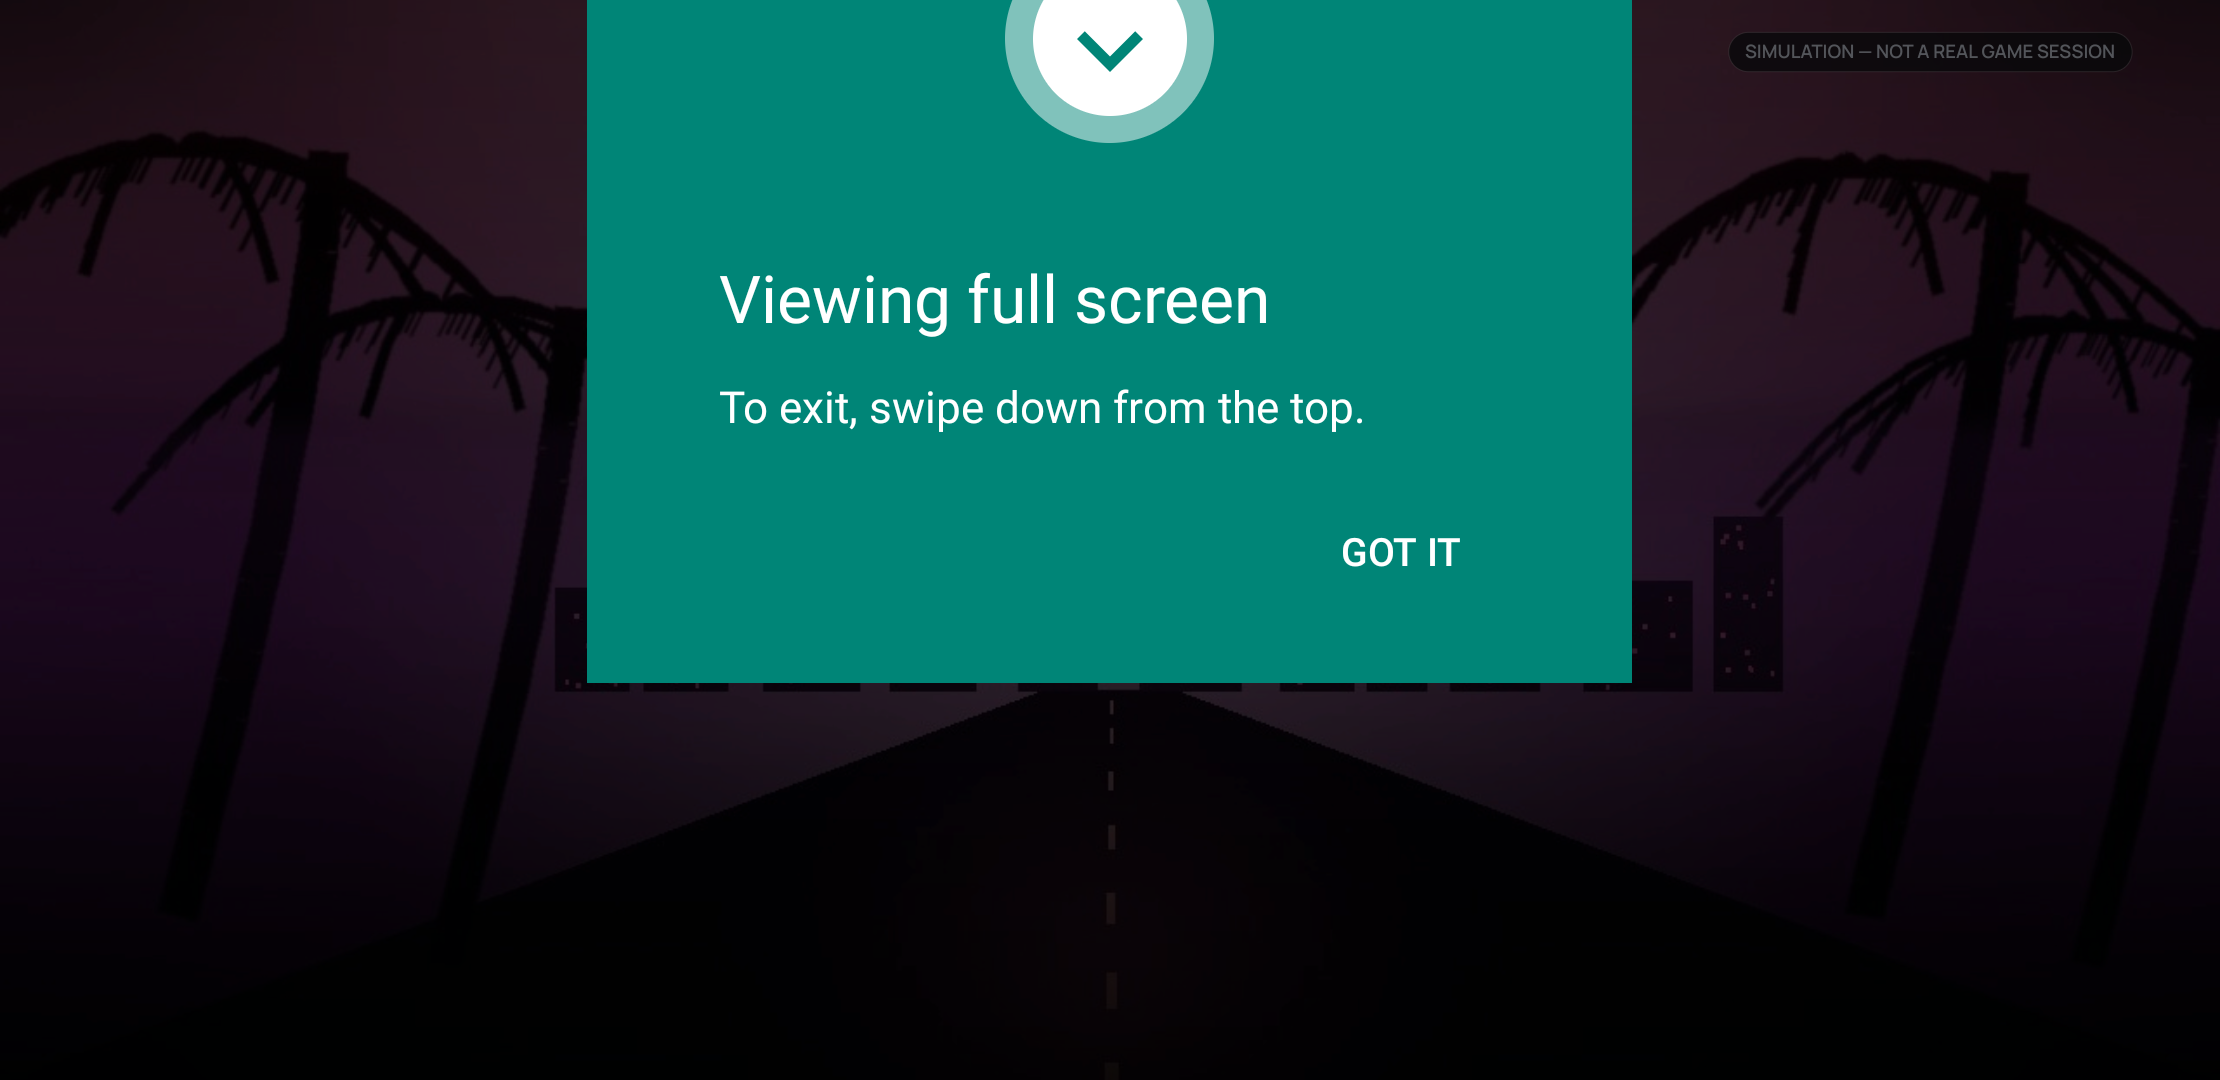 SIMULATION — NOT A REAL GAME SESSION
Viewing full screen
To exit, swipe down from the top.
GOT IT